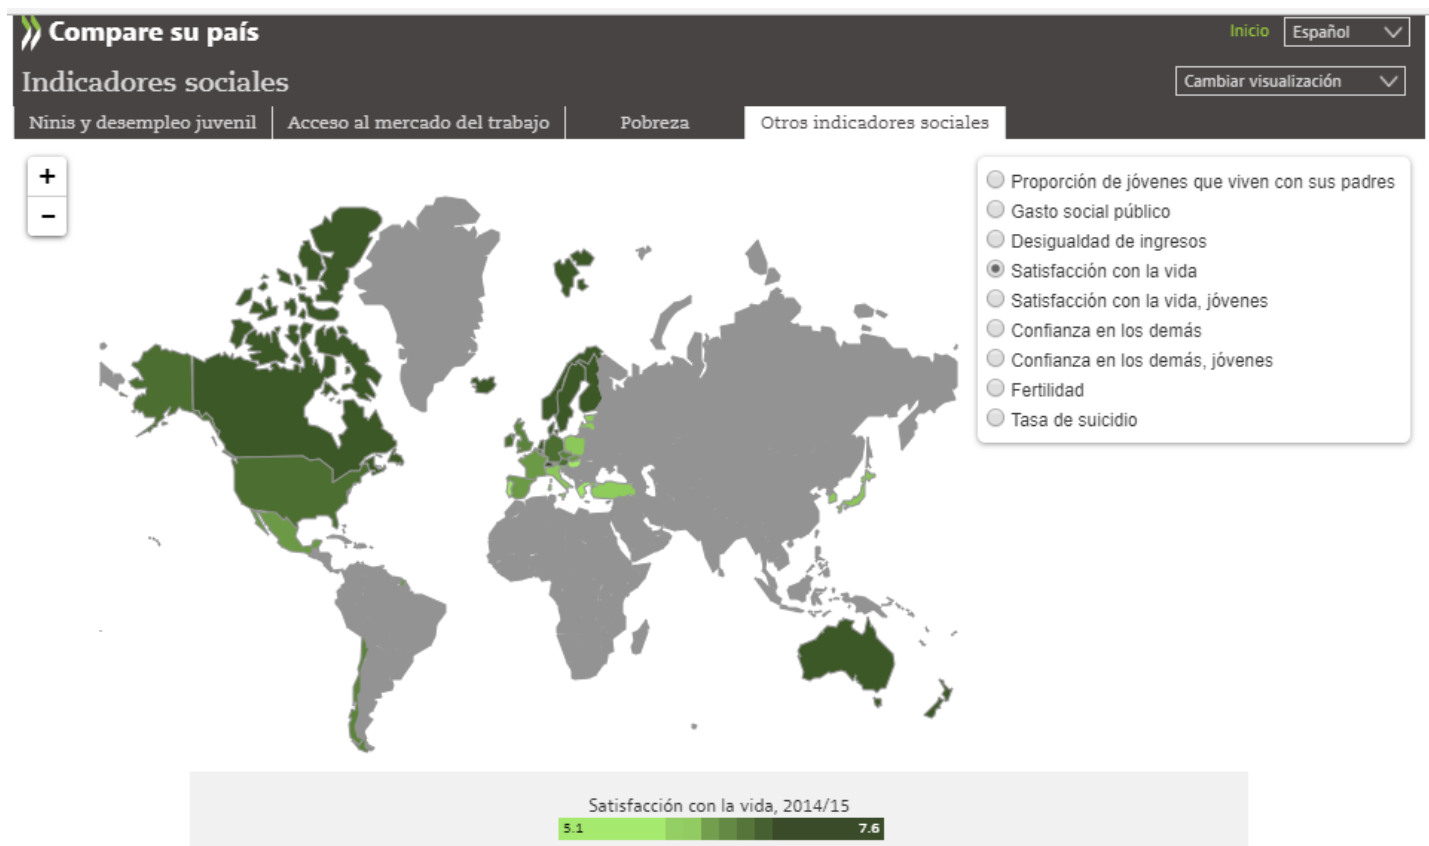 Compare su país
Inicio
Español
Indicadores sociales
Cambiar visualización
Ninis y desempleo juvenil
Acceso al mercado del trabajo
Pobreza
Otros indicadores sociales
+
−
Proporción de jóvenes que viven con sus padres
Gasto social público
Desigualdad de ingresos
Satisfacción con la vida
Satisfacción con la vida, jóvenes
Confianza en los demás
Confianza en los demás, jóvenes
Fertilidad
Tasa de suicidio
Satisfacción con la vida, 2014/15
5.1
7.6